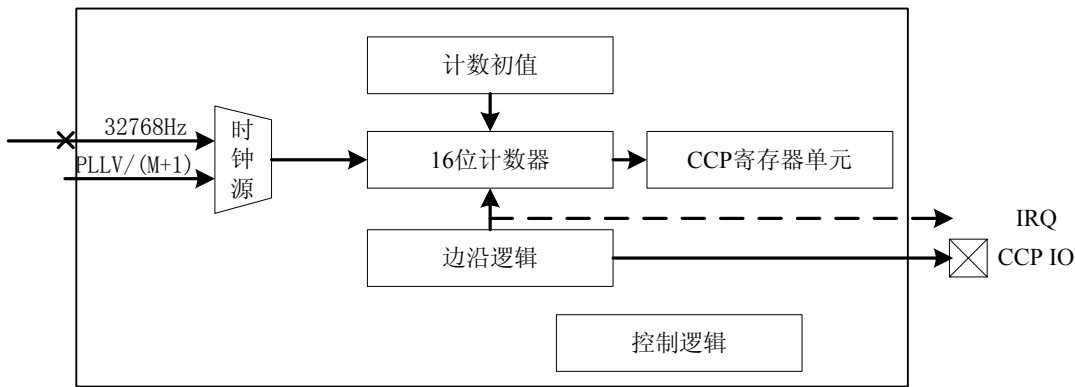 计数初值
32768Hz
PLLV/(M+1)
时钟源
16位计数器
CCP寄存器单元
IRQ
边沿逻辑
CCP IO
控制逻辑